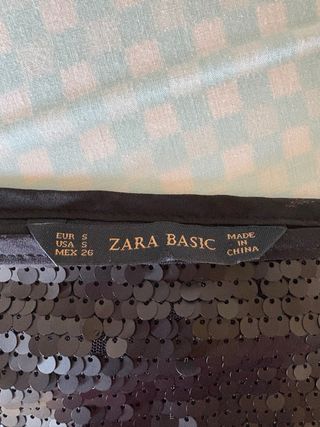 EUR S
USA S
MEX 26
ZARA BASIC
MADE
IN
CHINA